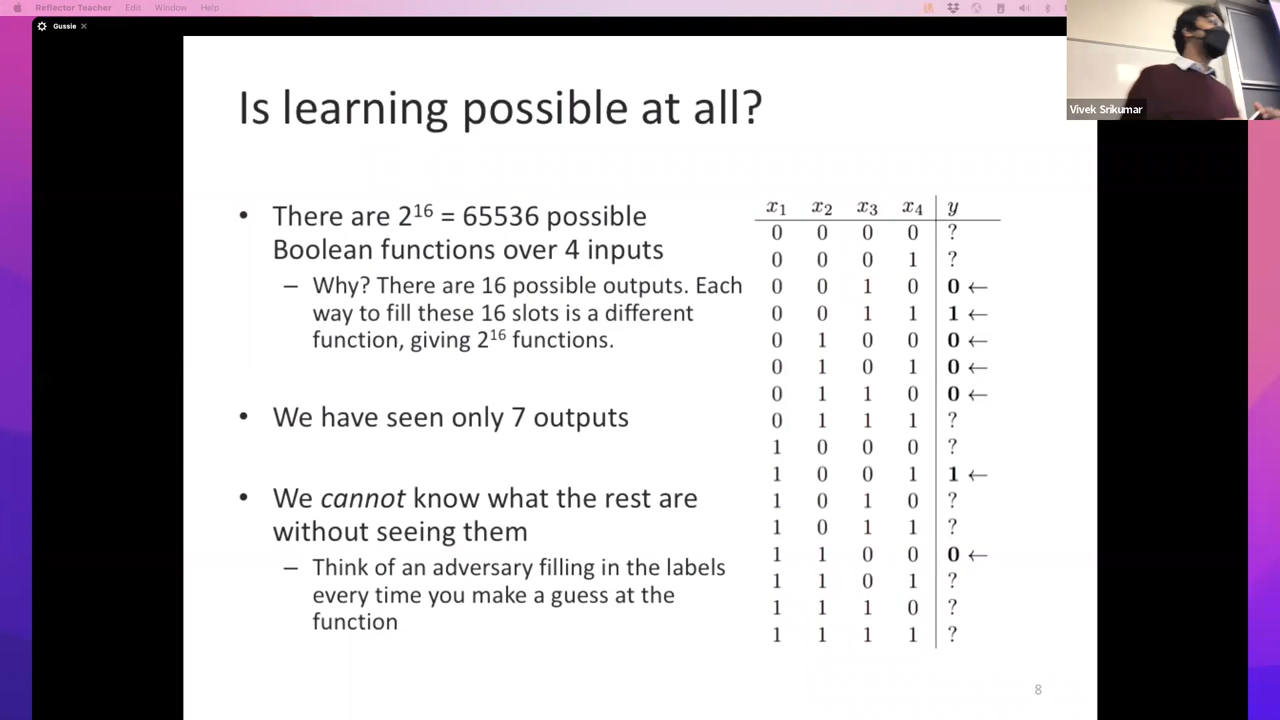 Reflector Teacher Edit Window Help
Gussie
Vivek Srikumar
Is learning possible at all?
• There are 2¹⁶ = 65536 possible
Boolean functions over 4 inputs
– Why? There are 16 possible outputs. Each
way to fill these 16 slots is a different
function, giving 2¹⁶ functions.
• We have seen only 7 outputs
• We cannot know what the rest are
without seeing them
– Think of an adversary filling in the labels
every time you make a guess at the
function
x₁ x₂ x₃ x₄ y
0 0 0 0 ?
0 0 0 1 ?
0 0 1 0 0 ←
0 0 1 1 1 ←
0 1 0 0 0 ←
0 1 0 1 0 ←
0 1 1 0 0 ←
0 1 1 1 ?
1 0 0 0 ?
1 0 0 1 1 ←
1 0 1 0 ?
1 0 1 1 ?
1 1 0 0 0 ←
1 1 0 1 ?
1 1 1 0 ?
1 1 1 1 ?
8